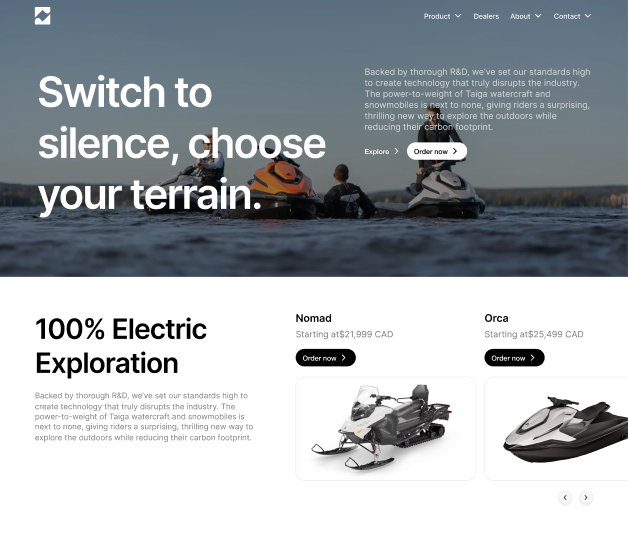 Product
Dealers
About
Contact
Switch to
silence, choose
your terrain.
Backed by thorough R&D, we've set our standards high
to create technology that truly disrupts the industry.
The power-to-weight of Taiga watercraft and
snowmobiles is next to none, giving riders a surprising,
thrilling new way to explore the outdoors while
reducing their carbon footprint.
Explore
Order now
100% Electric
Exploration
Backed by thorough R&D, we've set our standards high to
create technology that truly disrupts the industry. The
power-to-weight of Taiga watercraft and snowmobiles is
next to none, giving riders a surprising, thrilling new way to
explore the outdoors while reducing their carbon footprint.
Nomad
Starting at$21,999 CAD
Order now
Orca
Starting at$25,499 CAD
Order now